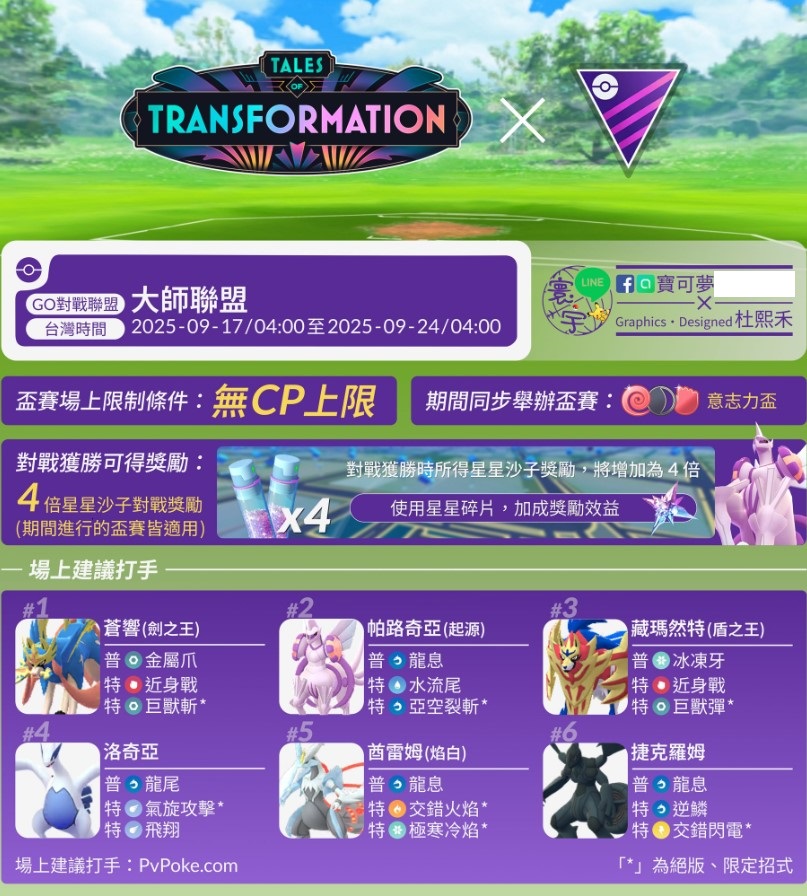 TALES
OF
TRANSFORMATION
GO對戰聯盟 大師聯盟
台灣時間 2025-09-17/04:00至2025-09-24/04:00
寰宇
LINE
寶可夢
×
Graphics・Designed 杜熙禾
盃賽場上限制條件：無CP上限
期間同步舉辦盃賽： 意志力盃
對戰獲勝可得獎勵：
4倍星星沙子對戰獎勵
(期間進行的盃賽皆適用)
x4
對戰獲勝時所得星星沙子獎勵，將增加為４倍
使用星星碎片，加成獎勵效益
場上建議打手
#1
蒼響(劍之王)
普 金屬爪
特 近身戰
特 巨獸斬*
#2
帕路奇亞(起源)
普 龍息
特 水流尾
特 亞空裂斬*
#3
藏瑪然特(盾之王)
普 冰凍牙
特 近身戰
特 巨獸彈*
#4
洛奇亞
普 龍尾
特 氣旋攻擊*
特 飛翔
#5
酋雷姆(焰白)
普 龍息
特 交錯火焰*
特 極寒冷焰*
#6
捷克羅姆
普 龍息
特 逆鱗
特 交錯閃電*
場上建議打手：PvPoke.com
「*」為絕版、限定招式